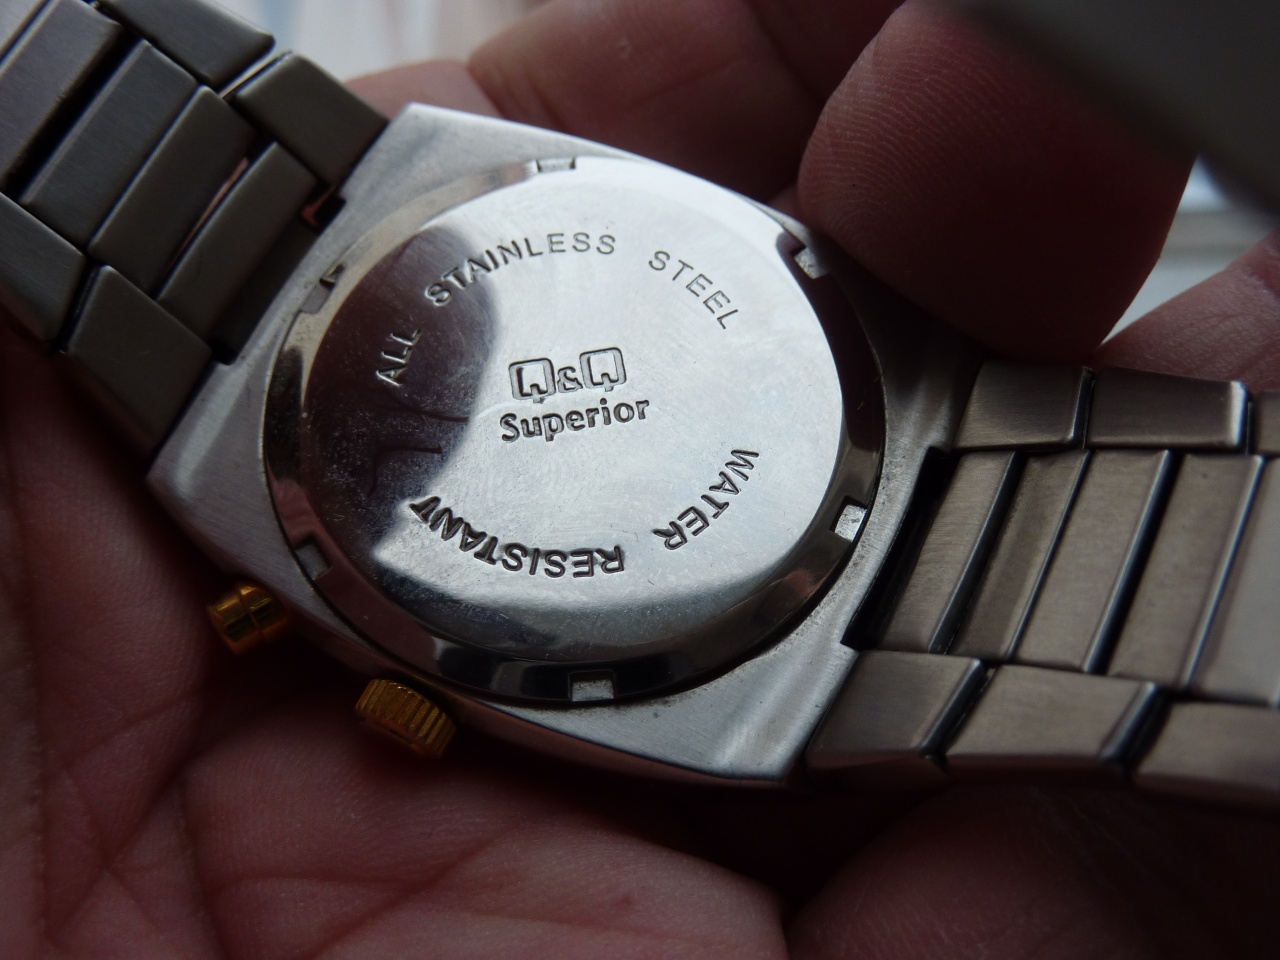 ALL STAINLESS STEEL
Q&Q
Superior
WATER RESISTANT